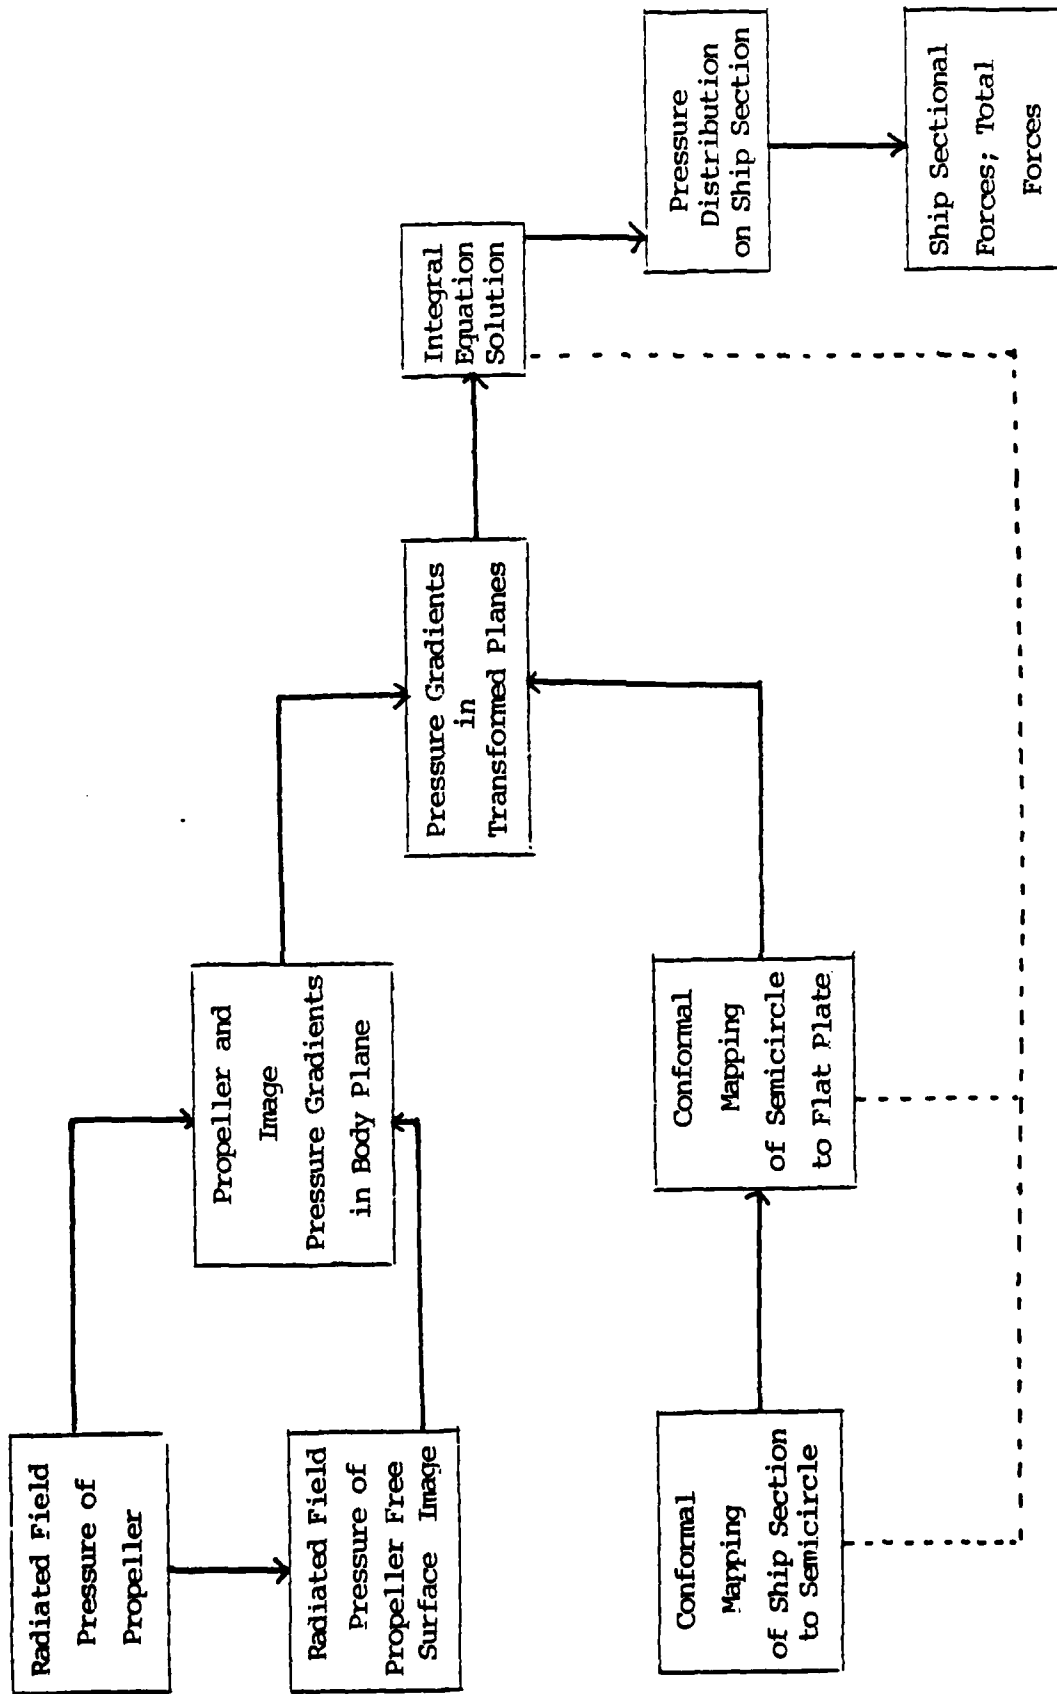 Radiated Field
Pressure of
Propeller
Radiated Field
Pressure of
Propeller Free
Surface Image
Propeller and
Image
Pressure Gradients
in Body Plane
Conformal
Mapping
of Ship Section
to Semicircle
Conformal
Mapping
of Semicircle
to Flat Plate
Pressure Gradients
in
Transformed Planes
Integral
Equation
Solution
Pressure
Distribution
on Ship Section
Ship Sectional
Forces; Total
Forces